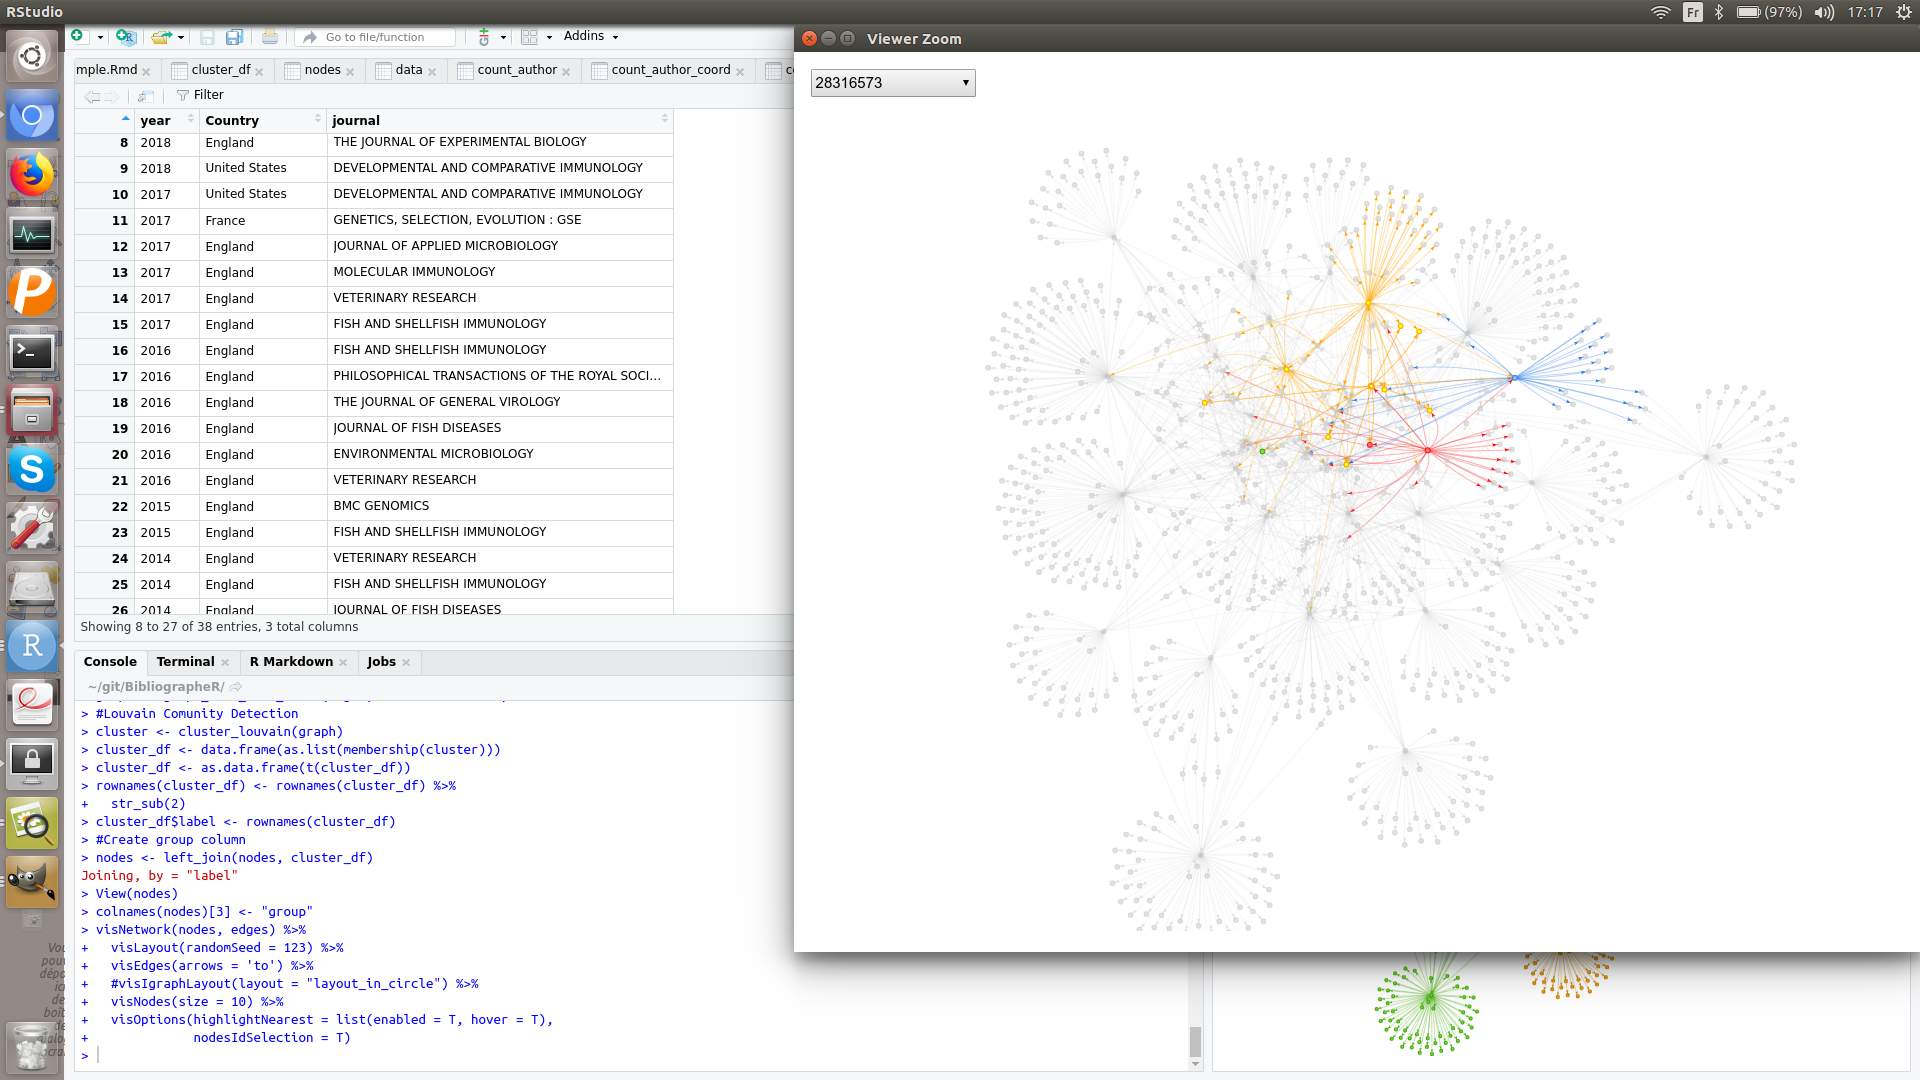 RStudio
Fr
(97%)
17:17
Go to file/function
Addins
mple.Rmd
cluster_df
nodes
data
count_author
count_author_coord
Filter
year Country journal
8 2018 England THE JOURNAL OF EXPERIMENTAL BIOLOGY
9 2018 United States DEVELOPMENTAL AND COMPARATIVE IMMUNOLOGY
10 2017 United States DEVELOPMENTAL AND COMPARATIVE IMMUNOLOGY
11 2017 France GENETICS, SELECTION, EVOLUTION : GSE
12 2017 England JOURNAL OF APPLIED MICROBIOLOGY
13 2017 England MOLECULAR IMMUNOLOGY
14 2017 England VETERINARY RESEARCH
15 2017 England FISH AND SHELLFISH IMMUNOLOGY
16 2016 England FISH AND SHELLFISH IMMUNOLOGY
17 2016 England PHILOSOPHICAL TRANSACTIONS OF THE ROYAL SOCI...
18 2016 England THE JOURNAL OF GENERAL VIROLOGY
19 2016 England JOURNAL OF FISH DISEASES
20 2016 England ENVIRONMENTAL MICROBIOLOGY
21 2016 England VETERINARY RESEARCH
22 2015 England BMC GENOMICS
23 2015 England FISH AND SHELLFISH IMMUNOLOGY
24 2014 England VETERINARY RESEARCH
25 2014 England FISH AND SHELLFISH IMMUNOLOGY
26 2014 England JOURNAL OF FISH DISEASES
Showing 8 to 27 of 38 entries, 3 total columns
Console
Terminal
R Markdown
Jobs
~/git/BibliographeR/
> #Louvain Comunity Detection
> cluster <- cluster_louvain(graph)
> cluster_df <- data.frame(as.list(membership(cluster)))
> cluster_df <- as.data.frame(t(cluster_df))
> rownames(cluster_df) <- rownames(cluster_df) %>%
+   str_sub(2)
> cluster_df$label <- rownames(cluster_df)
> #Create group column
> nodes <- left_join(nodes, cluster_df)
Joining, by = "label"
> View(nodes)
> colnames(nodes)[3] <- "group"
> visNetwork(nodes, edges) %>%
+   visLayout(randomSeed = 123) %>%
+   visEdges(arrows = 'to') %>%
+   #visIgraphLayout(layout = "layout_in_circle") %>%
+   visNodes(size = 10) %>%
+   visOptions(highlightNearest = list(enabled = T, hover = T),
+              nodesIdSelection = T)
>
Viewer Zoom
28316573